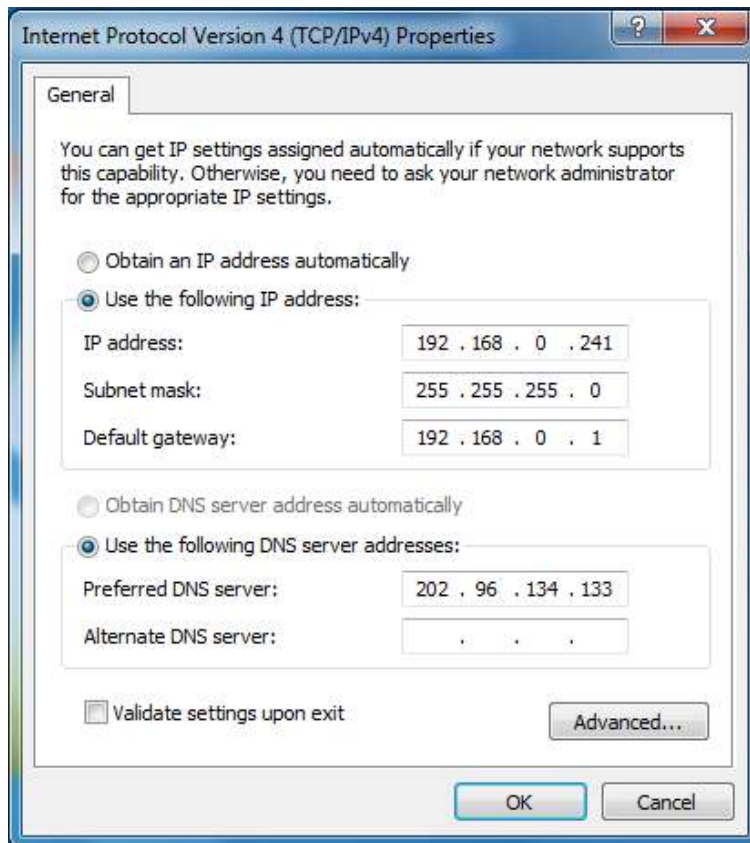 Internet Protocol Version 4 (TCP/IPv4) Properties
General
You can get IP settings assigned automatically if your network supports
this capability. Otherwise, you need to ask your network administrator
for the appropriate IP settings.
Obtain an IP address automatically
Use the following IP address:
IP address: 192 . 168 . 0 . 241
Subnet mask: 255 . 255 . 255 . 0
Default gateway: 192 . 168 . 0 . 1
Obtain DNS server address automatically
Use the following DNS server addresses:
Preferred DNS server: 202 . 96 . 134 . 133
Alternate DNS server: . . .
Validate settings upon exit
Advanced...
OK Cancel